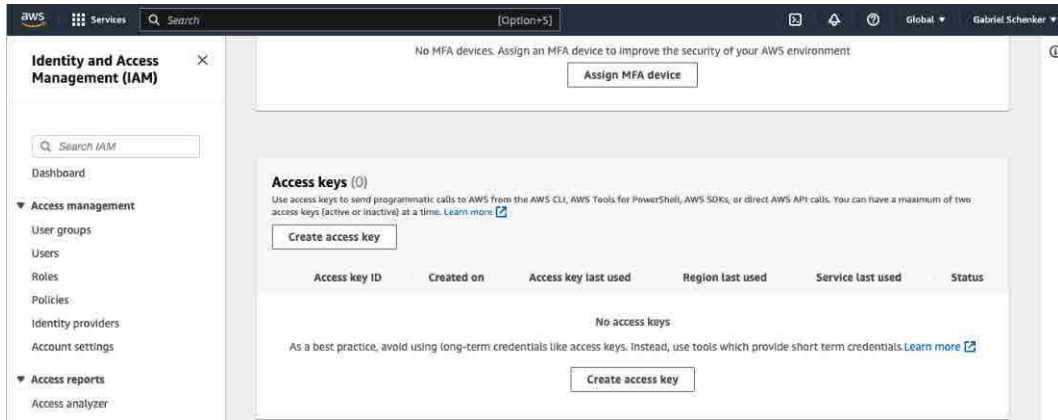 aws Services Search [Option+S] Global Gabriel Schenker
Identity and Access
Management (IAM)
Search IAM
Dashboard
Access management
User groups
Users
Roles
Policies
Identity providers
Account settings
Access reports
Access analyzer
No MFA devices. Assign an MFA device to improve the security of your AWS environment
Assign MFA device
Access keys (0)
Use access keys to send programmatic calls to AWS from the AWS CLI, AWS Tools for PowerShell, AWS SDKs, or direct AWS API calls. You can have a maximum of two
access keys (active or inactive) at a time. Learn more
Create access key
Access key ID Created on Access key last used Region last used Service last used Status
No access keys
As a best practice, avoid using long-term credentials like access keys. Instead, use tools which provide short term credentials.Learn more
Create access key